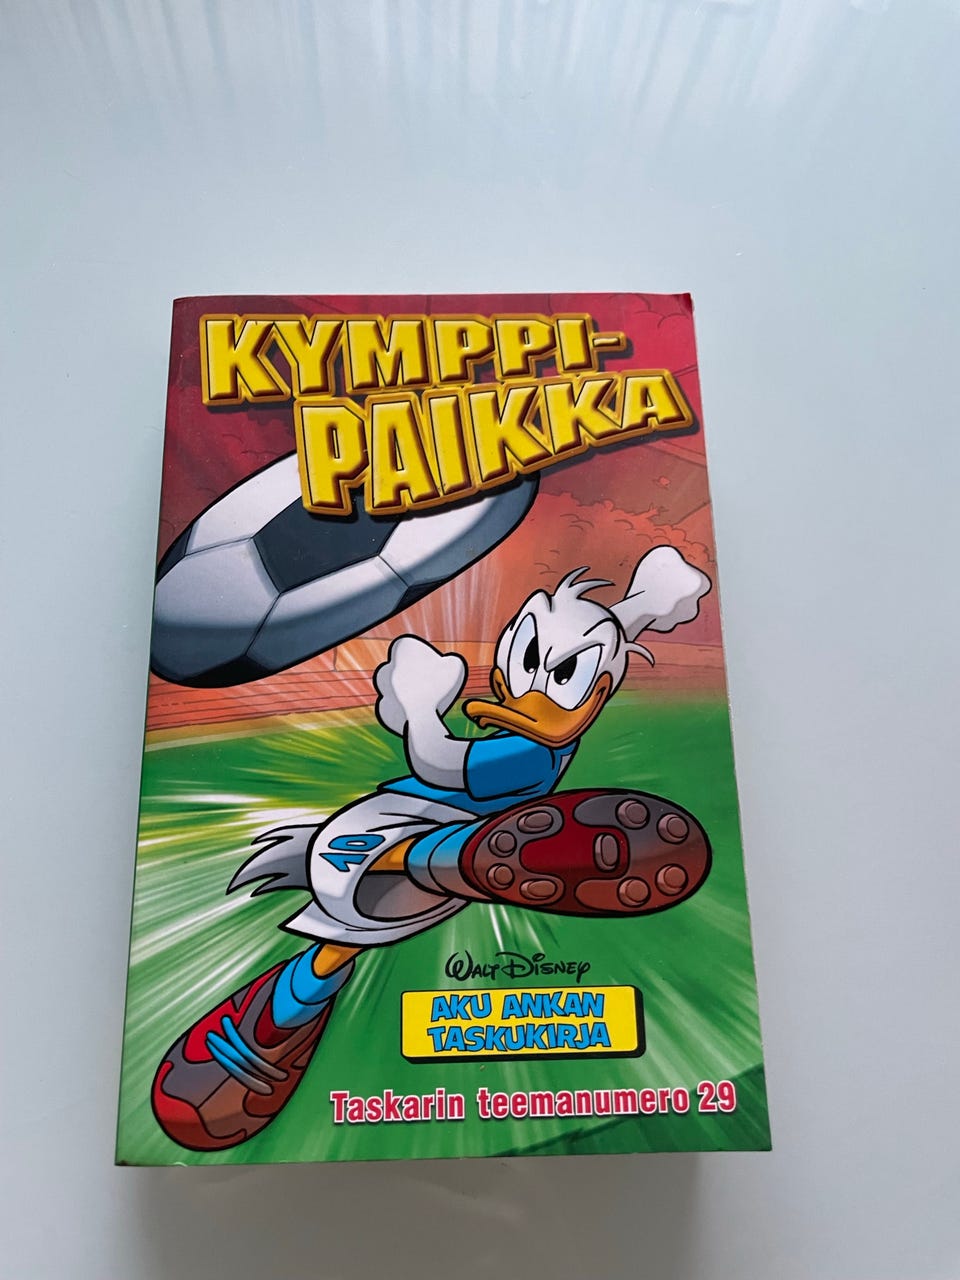 KYMPPI-
PAIKKA
10
WALT DISNEY
AKU ANKAN
TASKUKIRJA
Taskarin teemanumero 29